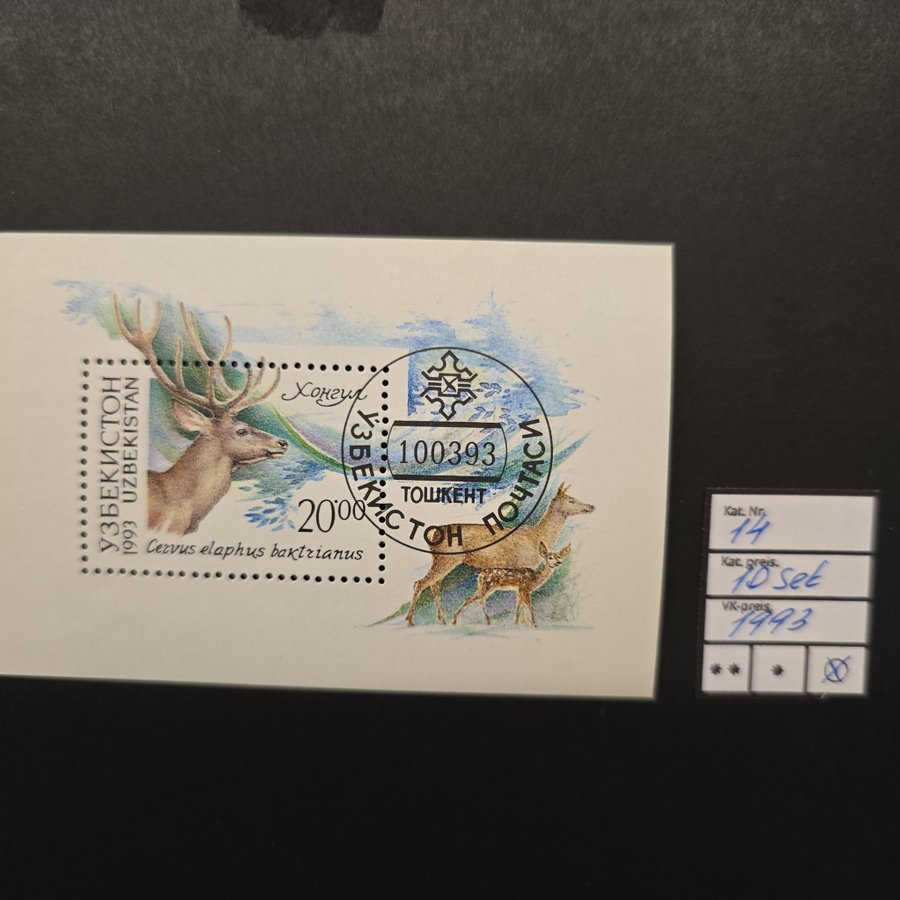 УЗБЕКИСТОН
UZBEKISTAN
1993
Хонгул
20.00
Cervus elaphus baktrianus
100393
ТОШКЕНТ
УЗБЕКИСТОН ПОЧТАСИ
Kat. Nr.
14
Kat. preis.
10 set
VK-preis.
1993
** *